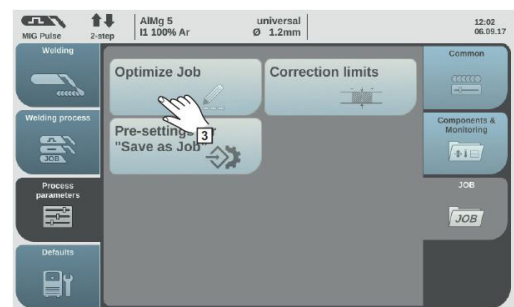 MIG Pulse
2-step
AlMg 5
I1 100% Ar
universal
Ø 1.2mm
12:02
06.09.17
Welding
Welding process
JOB
Process
parameters
Defaults
Optimize Job
Correction limits
Pre-settings
"Save as Job"
3
Common
Components &
Monitoring
JOB
JOB